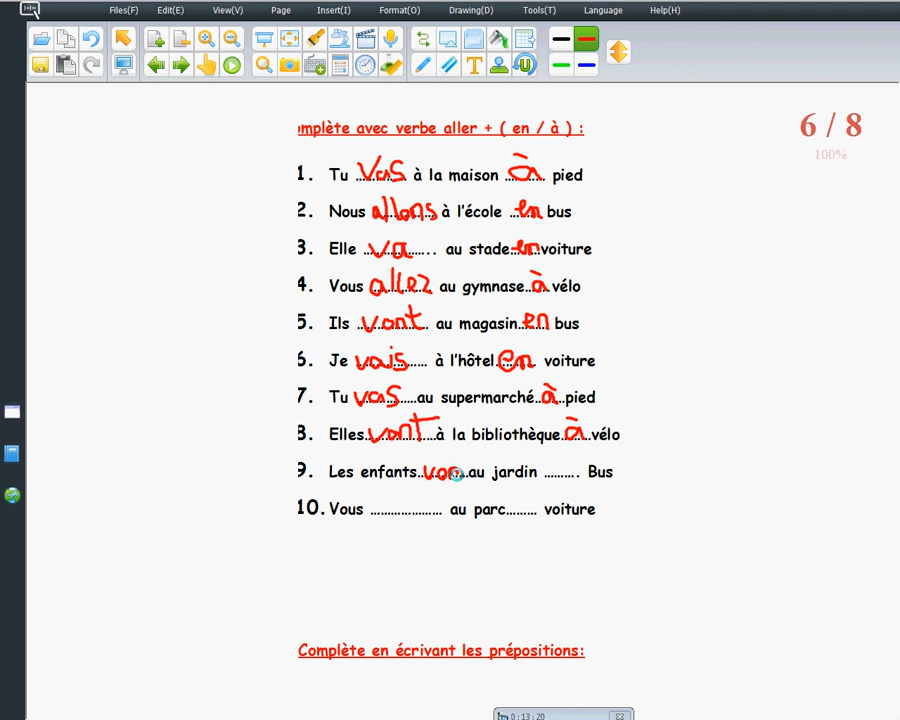 Files(F) Edit(E) View(V) Page Insert(I) Format(O) Drawing(D) Tools(T) Language Help(H)
6 / 8
100%
omplète avec verbe aller + ( en / à ) :
1. Tu vas à la maison à pied
2. Nous allons à l'école en bus
3. Elle va au stade en voiture
4. Vous allez au gymnase à vélo
5. Ils vont au magasin en bus
6. Je vais à l'hôtel en voiture
7. Tu vas au supermarché à pied
8. Elles vont à la bibliothèque à vélo
9. Les enfants vo au jardin ………. Bus
10. Vous ………………… au parc……… voiture
Complète en écrivant les prépositions:
0:13:20